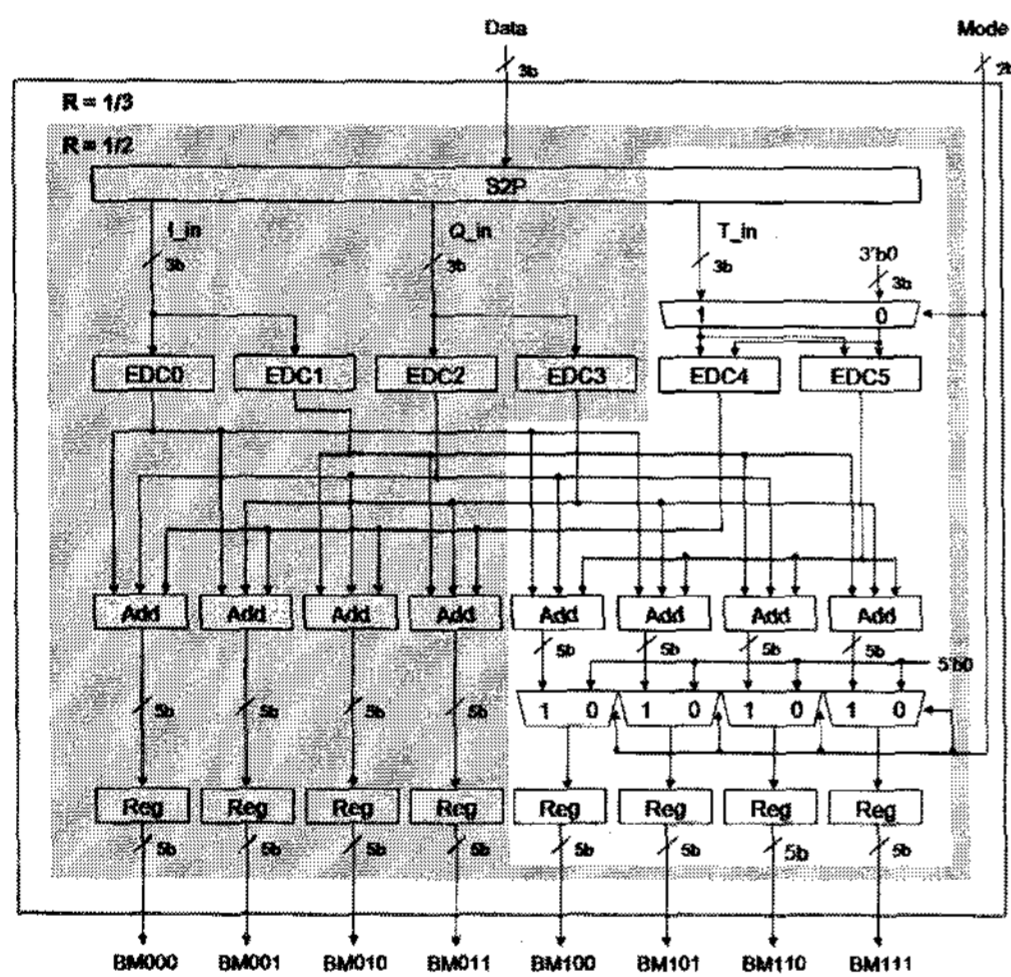 Data Mode
3b 2b
R = 1/3
R = 1/2
S2P
I_in Q_in T_in 3'b0
3b 3b 3b 3b
1 0
EDC0 EDC1 EDC2 EDC3 EDC4 EDC5
Add Add Add Add Add Add Add Add
5b 5b 5b 5b 5'b0
5b 5b 5b 5b 1 0 1 0 1 0 1 0
Reg Reg Reg Reg Reg Reg Reg Reg
5b 5b 5b 5b 5b 5b 5b 5b
BM000 BM001 BM010 BM011 BM100 BM101 BM110 BM111